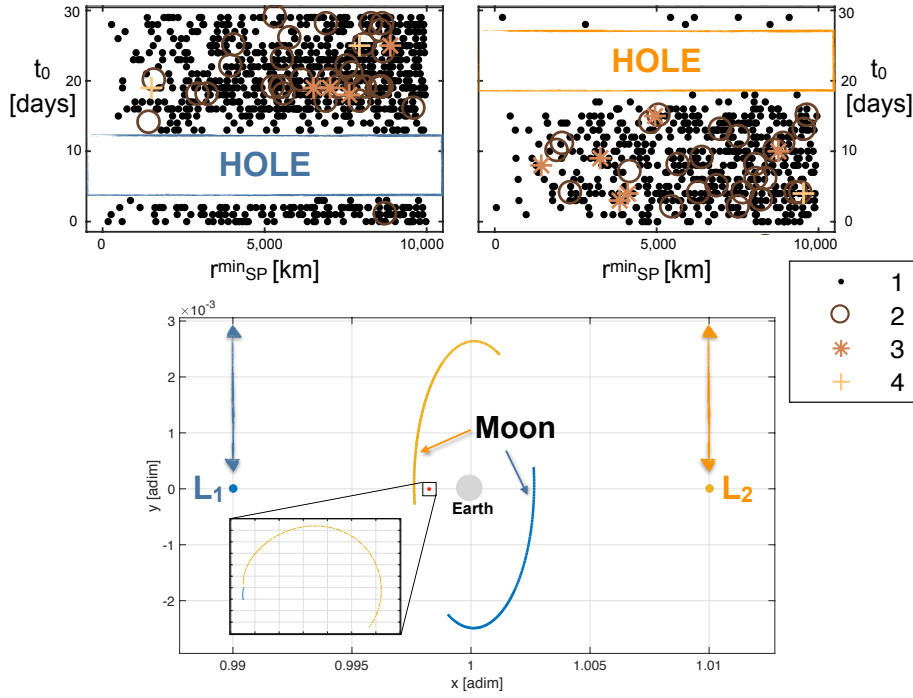 30
20
10
0
t₀
[days]
HOLE
0
5,000
10,000
rᵐⁱⁿSP [km]
30
20
10
0
t₀
[days]
HOLE
0
5,000
10,000
rᵐⁱⁿSP [km]
1
2
3
4
×10⁻³
3
2
1
0
-1
-2
y [adim]
Moon
L₁
L₂
Earth
0.99
0.995
1
1.005
1.01
x [adim]